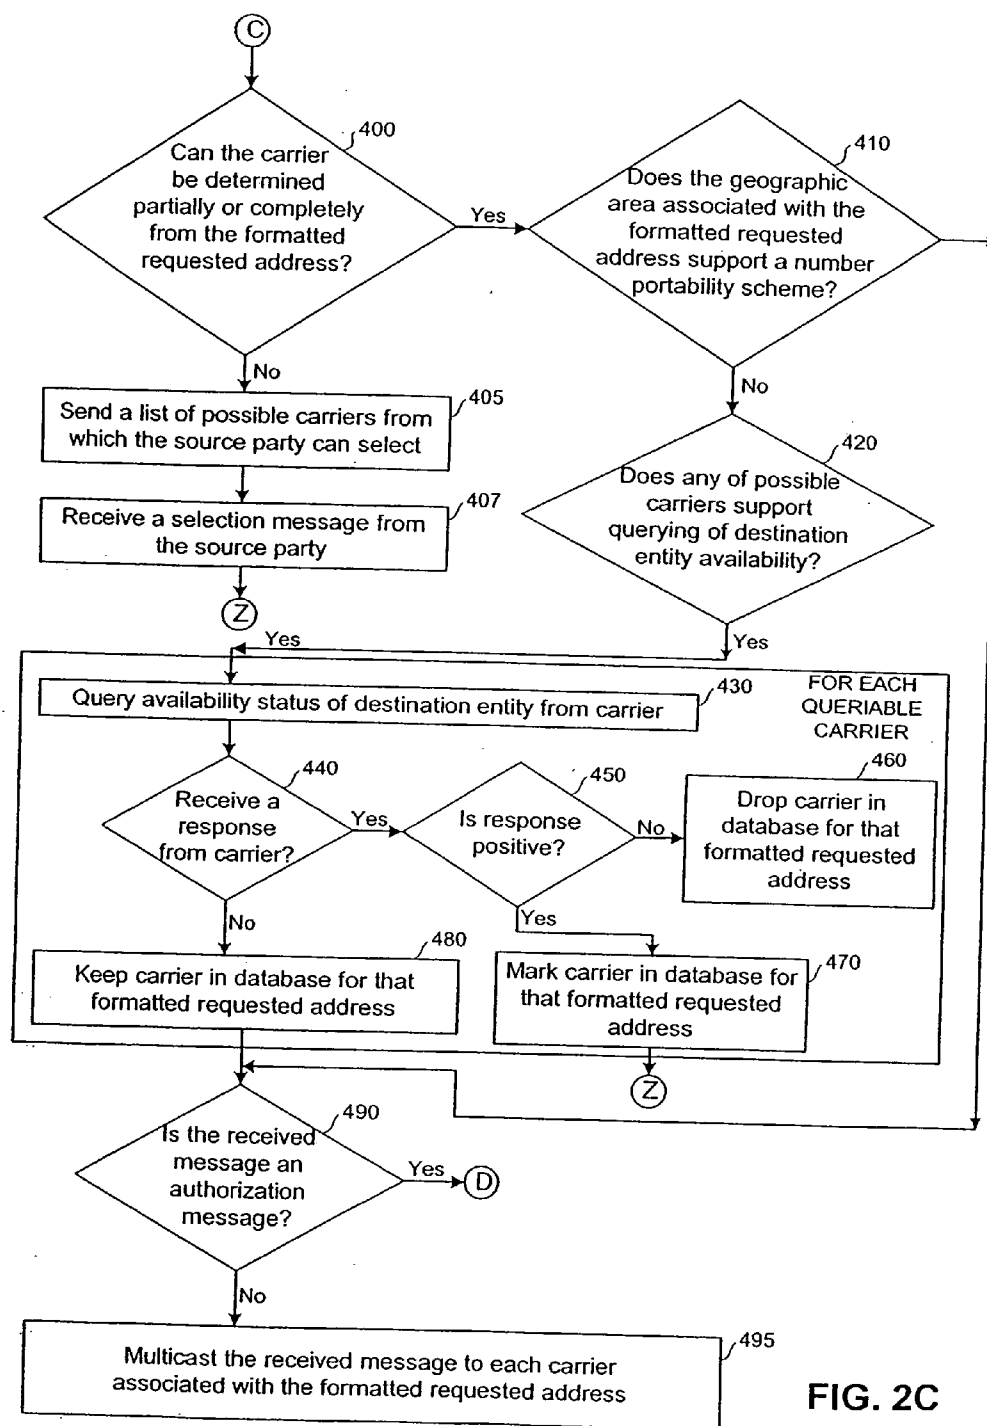 C
400
Can the carrier
be determined
partially or completely
from the formatted
requested address?
Yes
No
410
Does the geographic
area associated with the
formatted requested
address support a number
portability scheme?
No
405
Send a list of possible carriers from
which the source party can select
407
Receive a selection message from
the source party
Z
420
Does any of possible
carriers support
querying of destination
entity availability?
Yes
Yes
FOR EACH
QUERIABLE
CARRIER
430
Query availability status of destination entity from carrier
440
Receive a
response
from carrier?
Yes
No
450
Is response
positive?
No
Yes
460
Drop carrier in
database for that
formatted requested
address
480
Keep carrier in database for that
formatted requested address
470
Mark carrier in database for
that formatted requested
address
Z
490
Is the received
message an
authorization
message?
Yes
D
No
495
Multicast the received message to each carrier
associated with the formatted requested address
FIG. 2C